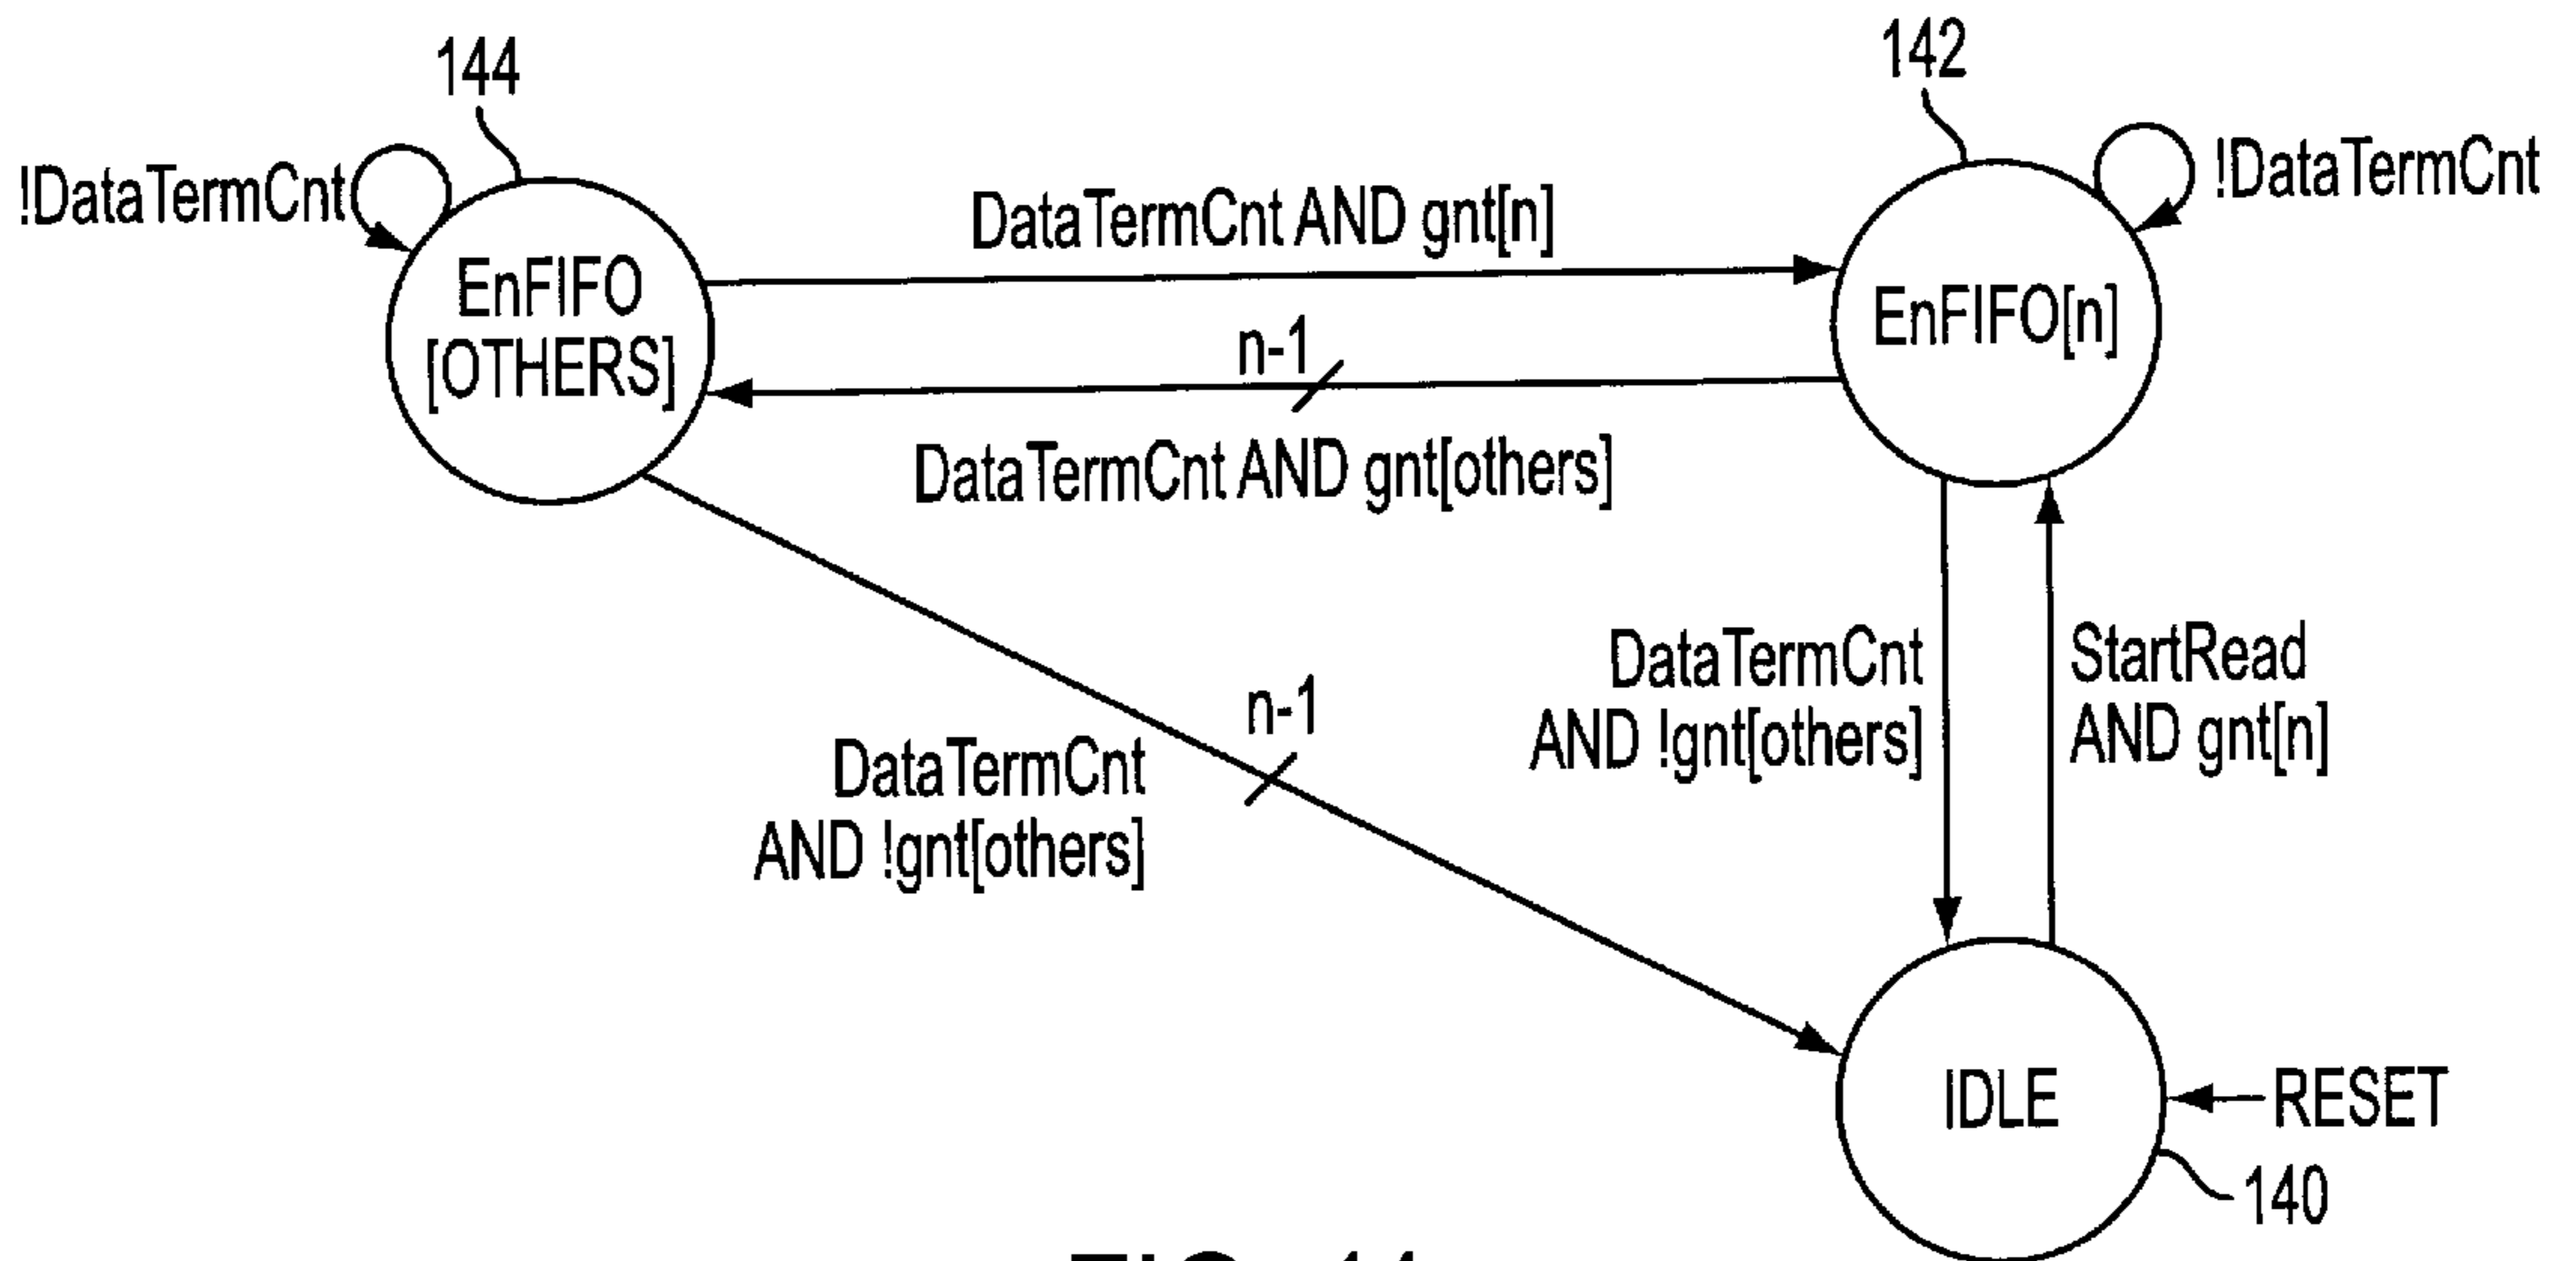 144
142
!DataTermCnt
!DataTermCnt
DataTermCnt AND gnt[n]
EnFIFO
[OTHERS]
EnFIFO[n]
n-1
DataTermCnt AND gnt[others]
DataTermCnt
AND !gnt[others]
StartRead
AND gnt[n]
n-1
DataTermCnt
AND !gnt[others]
IDLE
RESET
140